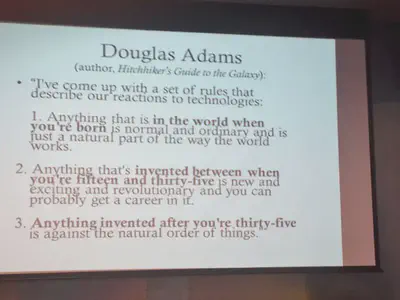 Douglas Adams
(author, Hitchhiker's Guide to the Galaxy):
• "I've come up with a set of rules that
describe our reactions to technologies:
1. Anything that is in the world when
you're born is normal and ordinary and is
just a natural part of the way the world
works.
2. Anything that's invented between when
you're fifteen and thirty-five is new and
exciting and revolutionary and you can
probably get a career in it.
3. Anything invented after you're thirty-five
is against the natural order of things.